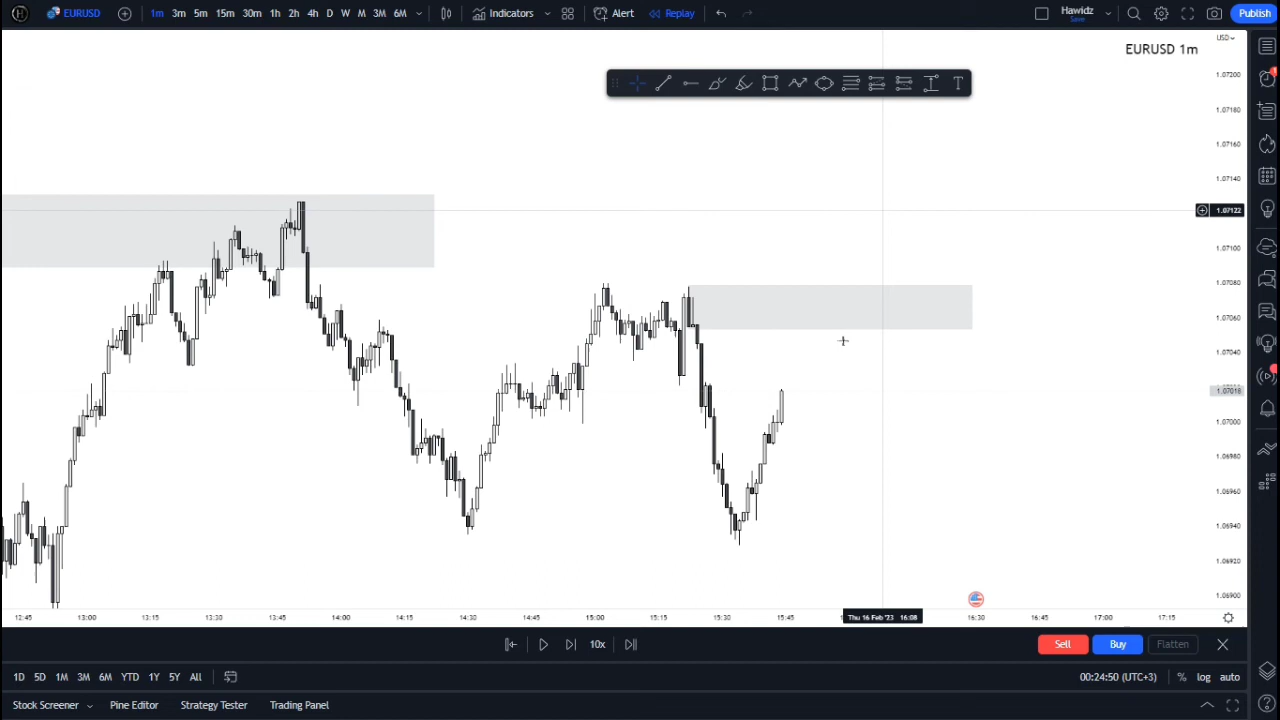 EURUSD 1m 3m 5m 15m 30m 1h 2h 4h D W M 3M 6M Indicators Alert Replay Hawidz Save Publish
USD
EURUSD 1m
1.07200
1.07180
1.07160
1.07140
1.07122
1.07100
1.07080
1.07060
1.07040
1.07018
1.07000
1.06980
1.06960
1.06940
1.06920
1.06900
12:45 13:00 13:15 13:30 13:45 14:00 14:15 14:30 14:45 15:00 15:15 15:30 15:45 Thu 16 Feb '23 16:08 16:30 16:45 17:00 17:15
10x Sell Buy Flatten
1D 5D 1M 3M 6M YTD 1Y 5Y All 00:24:50 (UTC+3) % log auto
Stock Screener Pine Editor Strategy Tester Trading Panel